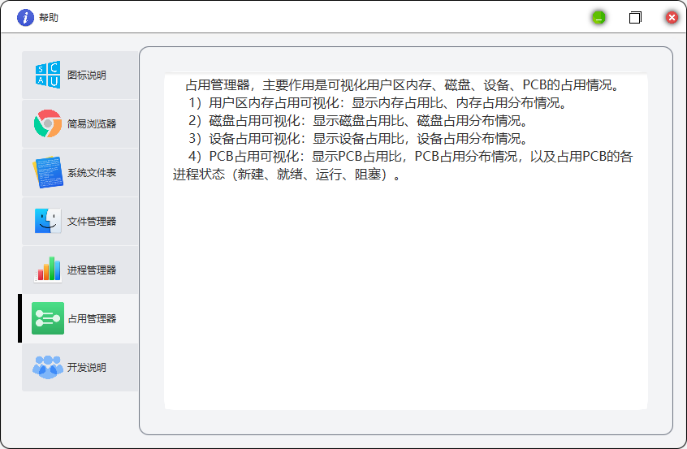 帮助
图标说明
简易浏览器
系统文件表
文件管理器
进程管理器
占用管理器
开发说明
占用管理器，主要作用是可视化用户区内存、磁盘、设备、PCB的占用情况。
1）用户区内存占用可视化：显示内存占用比、内存占用分布情况。
2）磁盘占用可视化：显示磁盘占用比、磁盘占用分布情况。
3）设备占用可视化：显示设备占用比，设备占用分布情况。
4）PCB占用可视化：显示PCB占用比，PCB占用分布情况，以及占用PCB的各
进程状态（新建、就绪、运行、阻塞）。